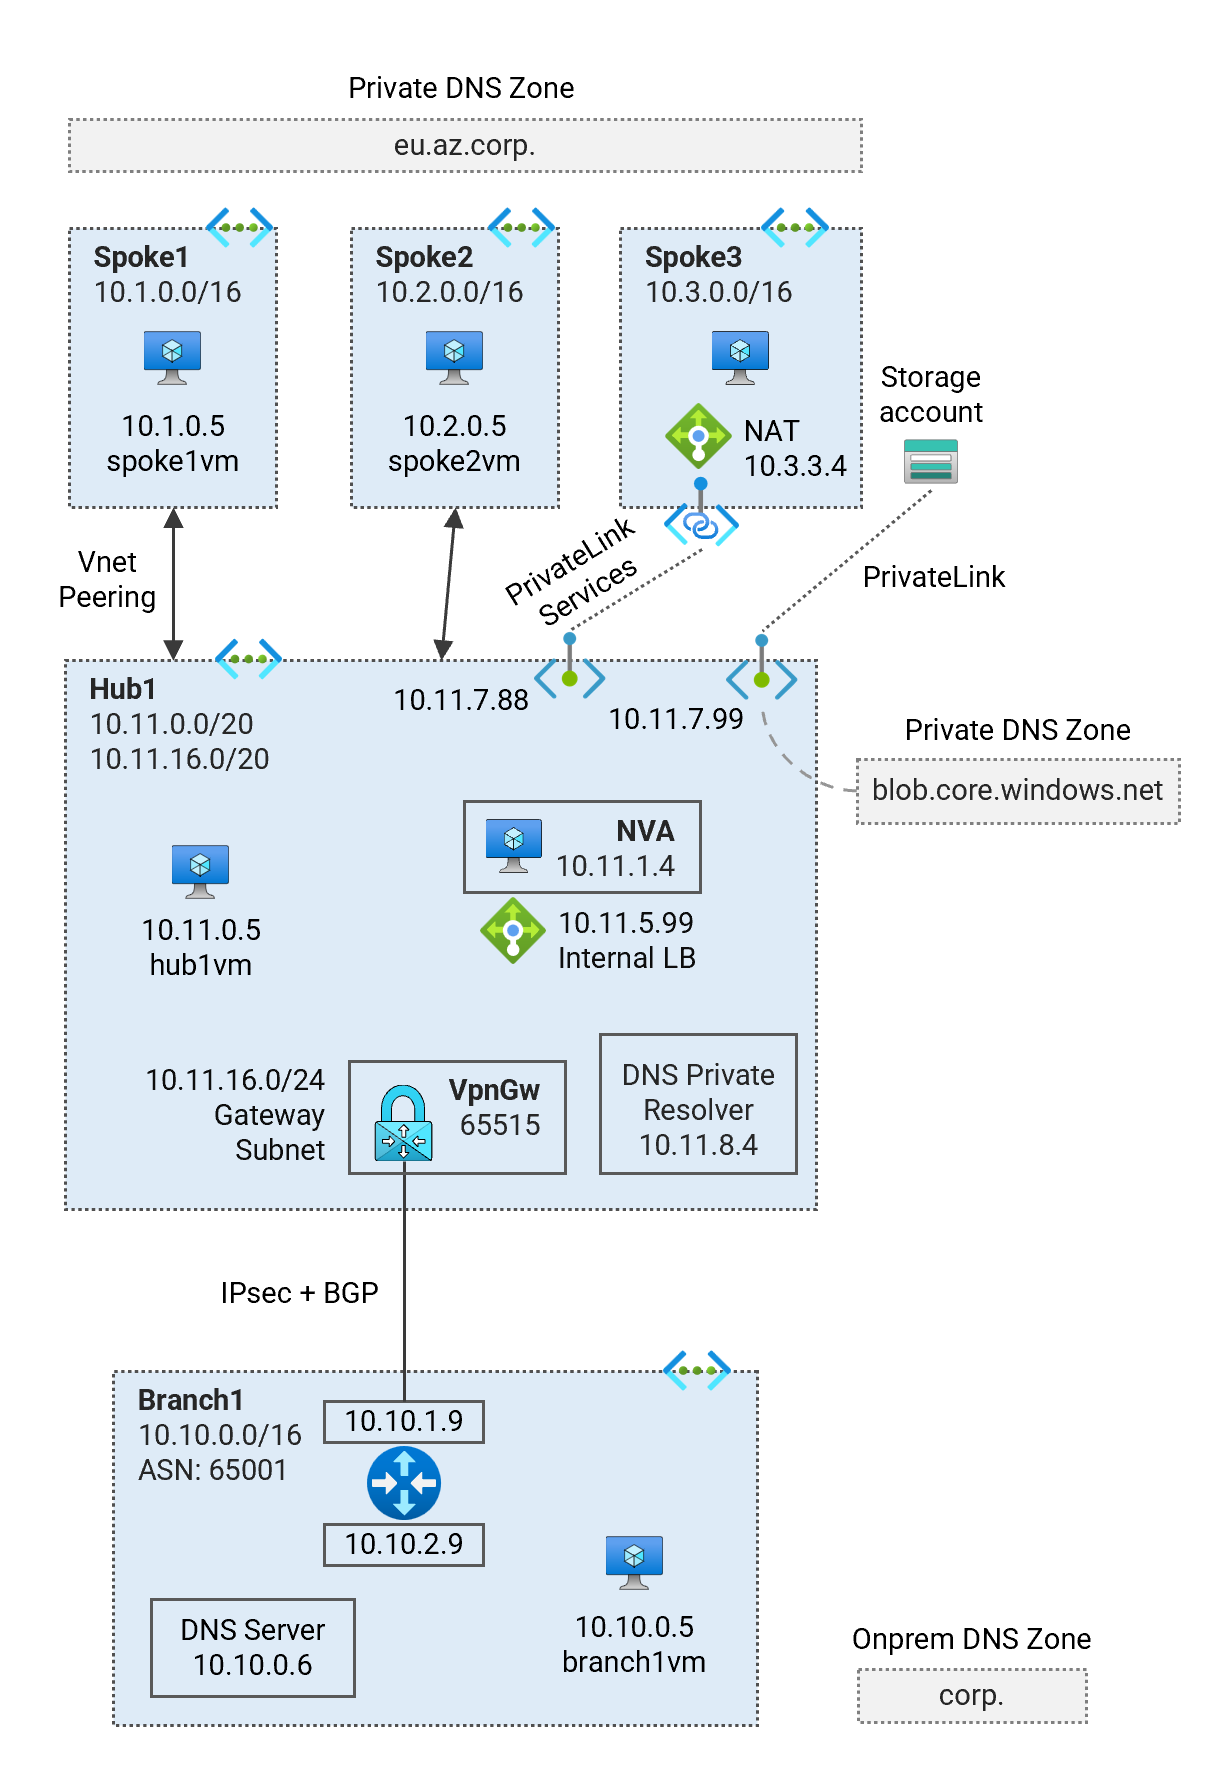 Private DNS Zone
eu.az.corp.
Spoke1
10.1.0.0/16
10.1.0.5
spoke1vm
Spoke2
10.2.0.0/16
10.2.0.5
spoke2vm
Spoke3
10.3.0.0/16
NAT
10.3.3.4
Storage
account
Vnet
Peering
PrivateLink
Services
PrivateLink
Hub1
10.11.0.0/20
10.11.16.0/20
10.11.7.88
10.11.7.99
Private DNS Zone
blob.core.windows.net
NVA
10.11.1.4
10.11.5.99
Internal LB
10.11.0.5
hub1vm
10.11.16.0/24
Gateway
Subnet
VpnGw
65515
DNS Private
Resolver
10.11.8.4
IPsec + BGP
Branch1
10.10.0.0/16
ASN: 65001
10.10.1.9
10.10.2.9
DNS Server
10.10.0.6
10.10.0.5
branch1vm
Onprem DNS Zone
corp.